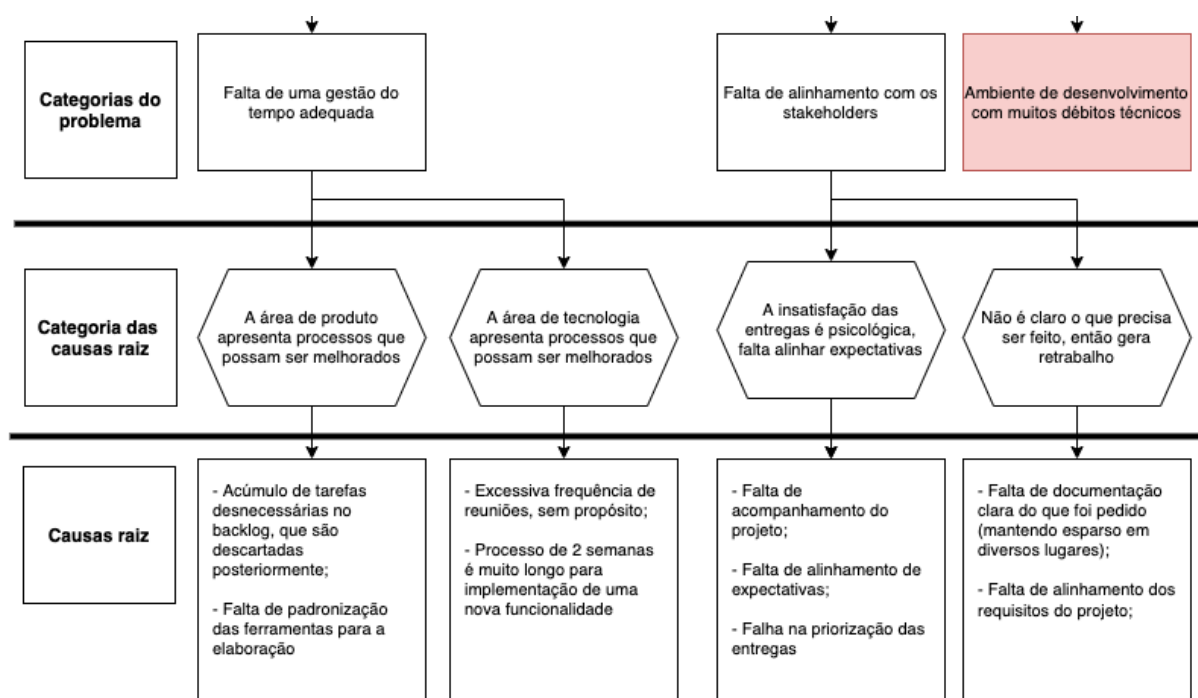 Categorias do
problema
Falta de uma gestão do
tempo adequada
Falta de alinhamento com os
stakeholders
Ambiente de desenvolvimento
com muitos débitos técnicos
Categoria das
causas raiz
A área de produto
apresenta processos que
possam ser melhorados
A área de tecnologia
apresenta processos que
possam ser melhorados
A insatisfação das
entregas é psicológica,
falta alinhar expectativas
Não é claro o que precisa
ser feito, então gera
retrabalho
Causas raiz
- Acúmulo de tarefas
desnecessárias no
backlog, que são
descartadas
posteriormente;
- Falta de padronização
das ferramentas para a
elaboração
- Excessiva frequência de
reuniões, sem propósito;
- Processo de 2 semanas
é muito longo para
implementação de uma
nova funcionalidade
- Falta de
acompanhamento do
projeto;
- Falta de alinhamento de
expectativas;
- Falha na priorização das
entregas
- Falta de documentação
clara do que foi pedido
(mantendo esparso em
diversos lugares);
- Falta de alinhamento dos
requisitos do projeto;